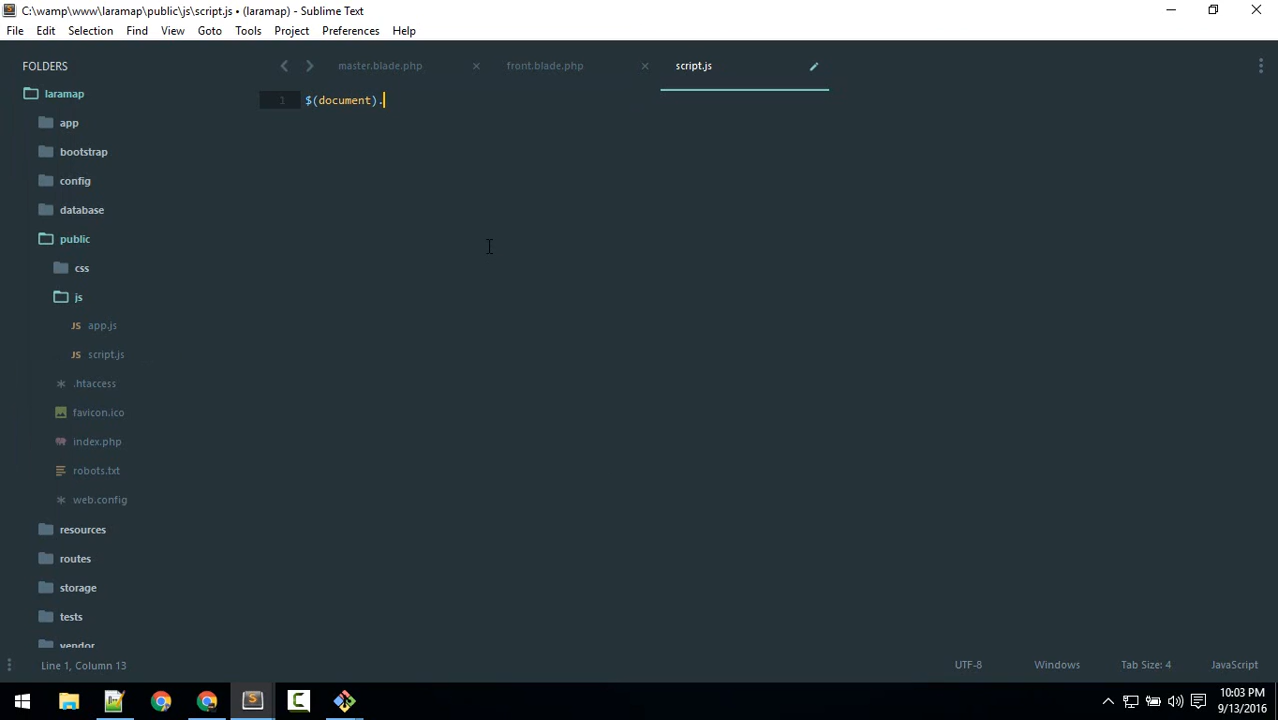 C:\wamp\www\laramap\public\js\script.js • (laramap) - Sublime Text
File Edit Selection Find View Goto Tools Project Preferences Help
FOLDERS
master.blade.php
front.blade.php
script.js
laramap
1 $(document).
app
bootstrap
config
database
public
css
js
JS app.js
JS script.js
.htaccess
favicon.ico
index.php
robots.txt
web.config
resources
routes
storage
tests
vendor
Line 1, Column 13
UTF-8
Windows
Tab Size: 4
JavaScript
10:03 PM
9/13/2016